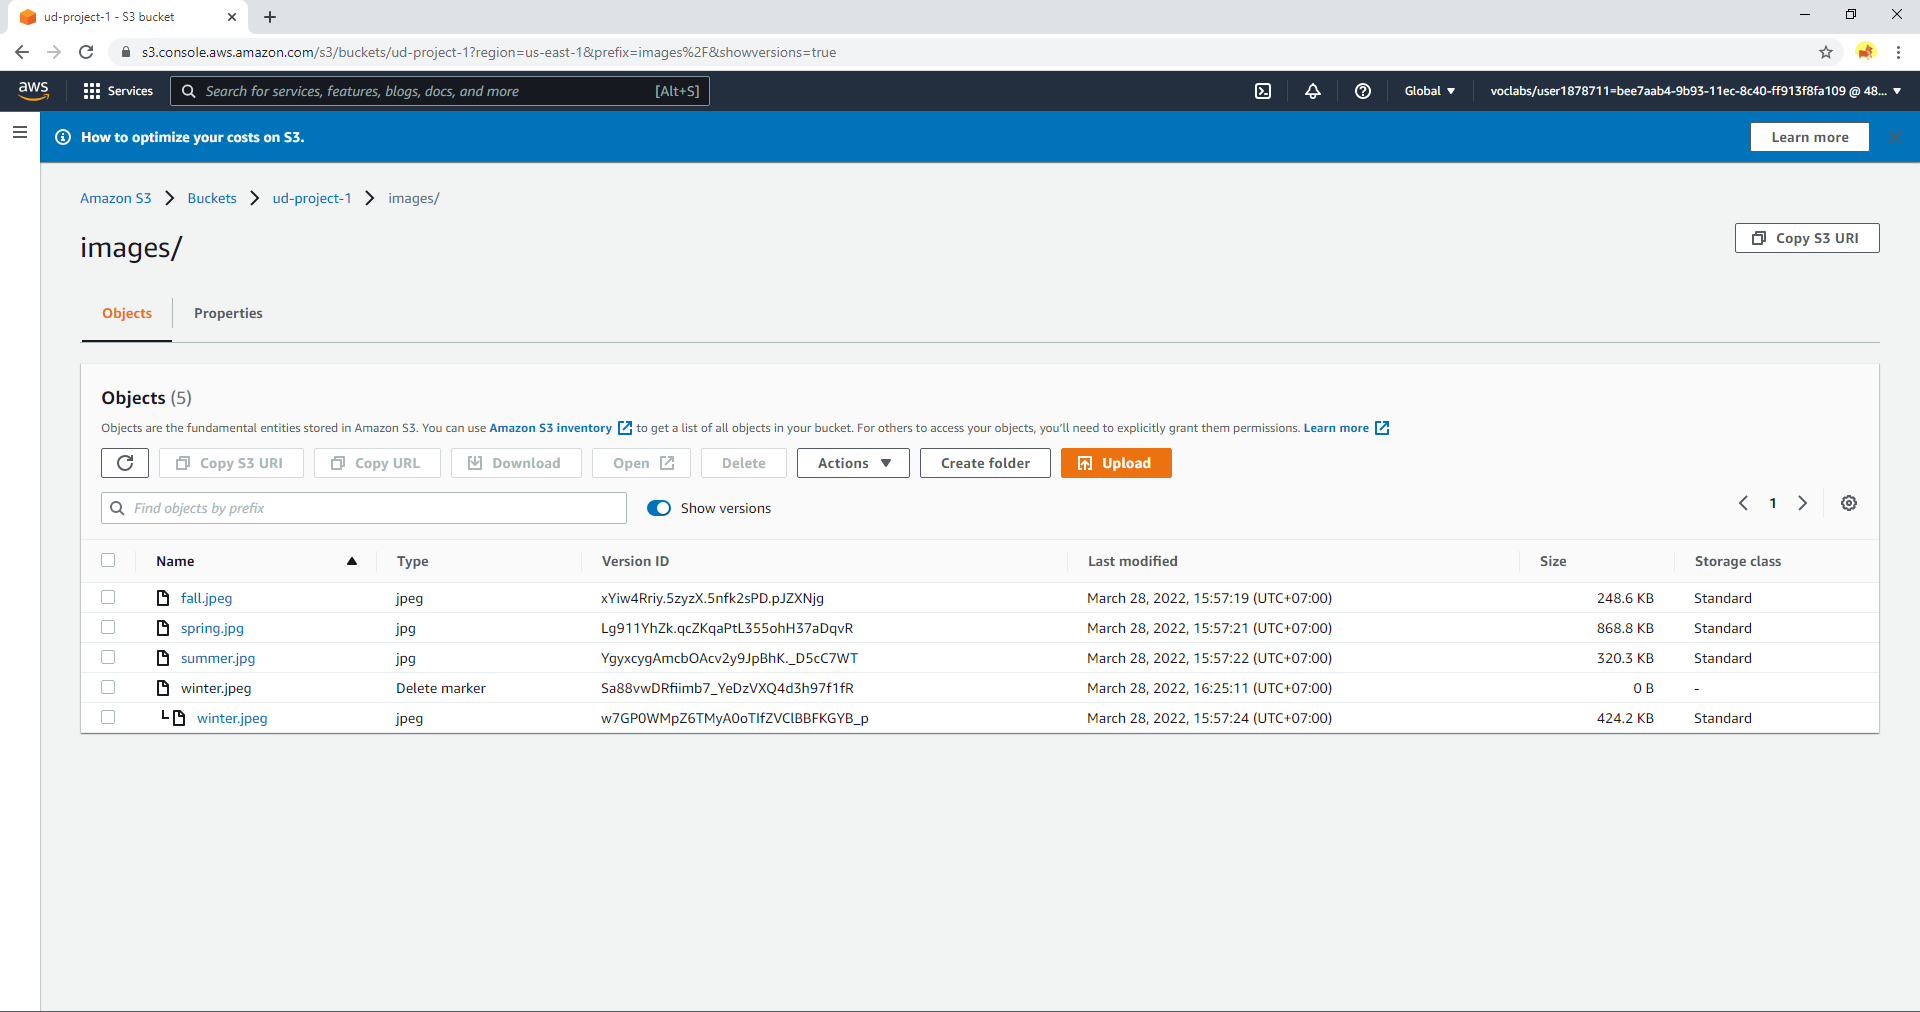 ud-project-1 - S3 bucket
s3.console.aws.amazon.com/s3/buckets/ud-project-1?region=us-east-1&prefix=images%2F&showversions=true
aws Services Search for services, features, blogs, docs, and more [Alt+S] Global voclabs/user1878711=bee7aab4-9b93-11ec-8c40-ff913f8fa109 @ 48...
How to optimize your costs on S3. Learn more
Amazon S3 Buckets ud-project-1 images/
images/
Copy S3 URI
Objects Properties
Objects (5)
Objects are the fundamental entities stored in Amazon S3. You can use Amazon S3 inventory to get a list of all objects in your bucket. For others to access your objects, you'll need to explicitly grant them permissions. Learn more
Copy S3 URI Copy URL Download Open Delete Actions Create folder Upload
Find objects by prefix Show versions 1
Name Type Version ID Last modified Size Storage class
fall.jpeg jpeg xYiw4Rriy.5zyzX.5nfk2sPD.pJZXNjg March 28, 2022, 15:57:19 (UTC+07:00) 248.6 KB Standard
spring.jpg jpg Lg911YhZk.qcZKqaPtL355ohH37aDqvR March 28, 2022, 15:57:21 (UTC+07:00) 868.8 KB Standard
summer.jpg jpg YgyxcygAmcbOAcv2y9JpBhK._D5cC7WT March 28, 2022, 15:57:22 (UTC+07:00) 320.3 KB Standard
winter.jpeg Delete marker Sa88vwDRfiimb7_YeDzVXQ4d3h97f1fR March 28, 2022, 16:25:11 (UTC+07:00) 0 B -
winter.jpeg jpeg w7GP0WMpZ6TMyA0oTIfZVClBBFKGYB_p March 28, 2022, 15:57:24 (UTC+07:00) 424.2 KB Standard